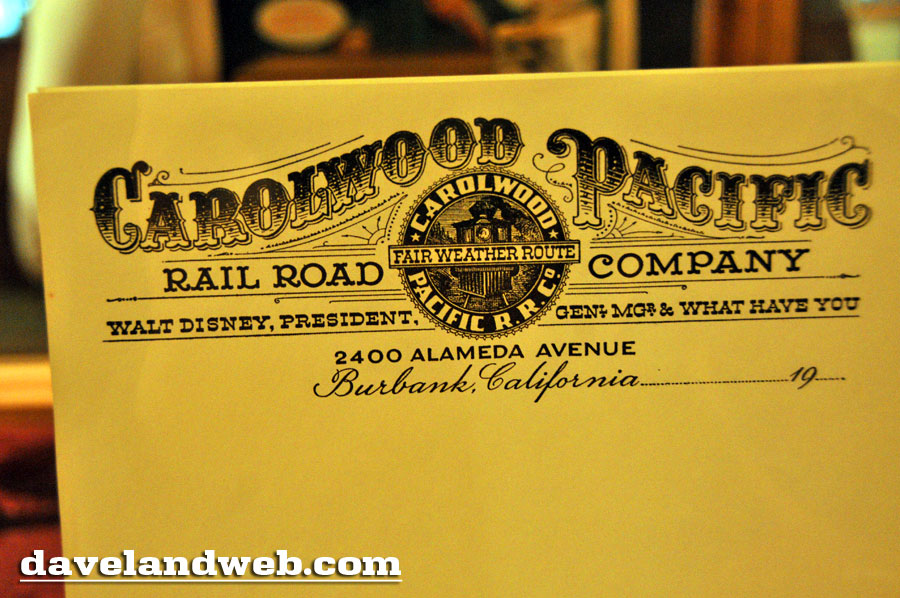 CAROLWOOD PACIFIC
CAROLWOOD
FAIR WEATHER ROUTE
PACIFIC R.R.Co
RAIL ROAD COMPANY
WALT DISNEY, PRESIDENT, GENL. MGR. & WHAT HAVE YOU
2400 ALAMEDA AVENUE
Burbank, California 19
davelandweb.com